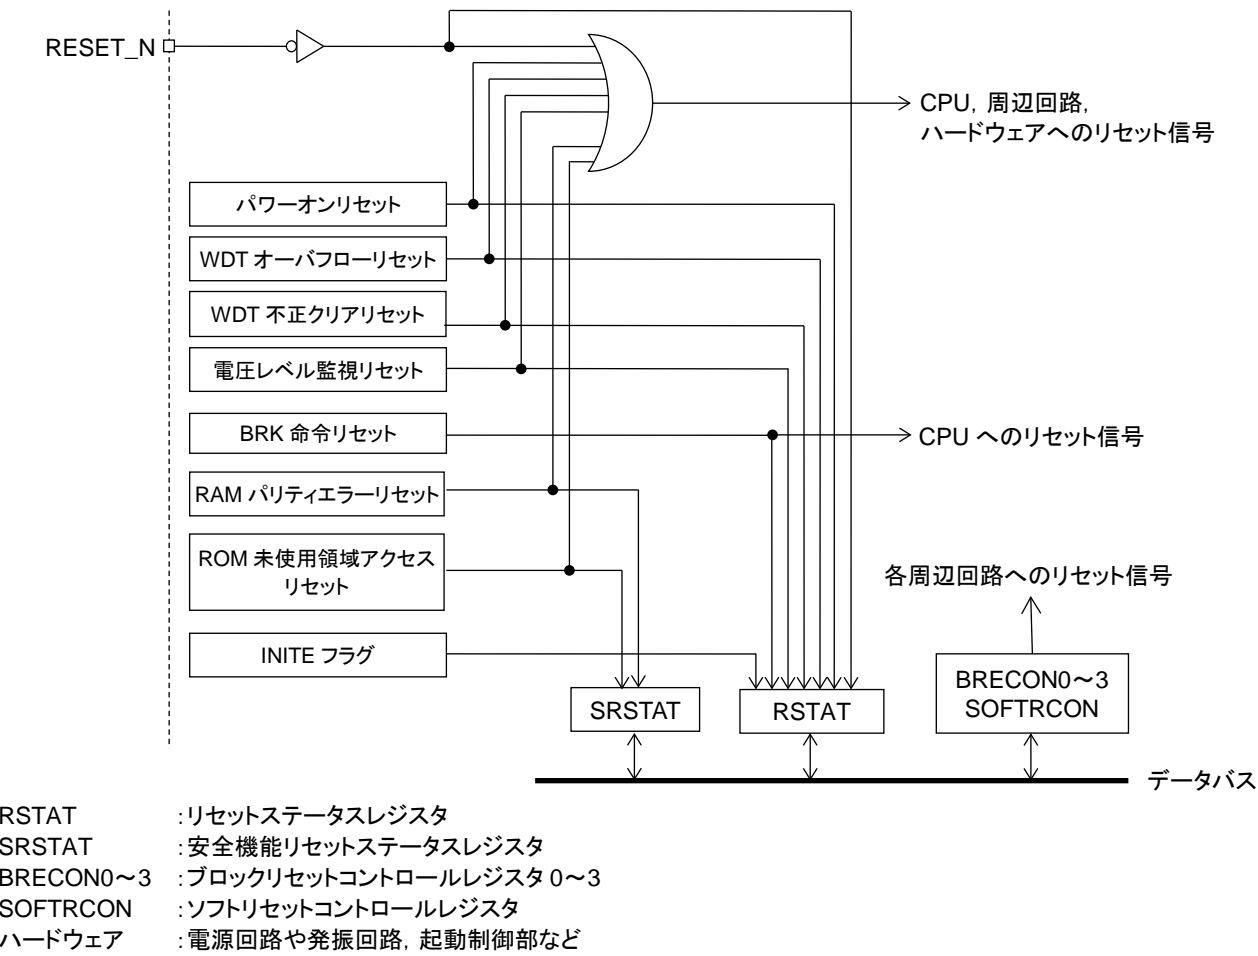 RESET_N
CPU, 周辺回路,
ハードウェアへのリセット信号
パワーオンリセット
WDT オーバフローリセット
WDT 不正クリアリセット
電圧レベル監視リセット
BRK 命令リセット
CPU へのリセット信号
RAM パリティエラーリセット
ROM 未使用領域アクセス
リセット
各周辺回路へのリセット信号
INITE フラグ
SRSTAT
RSTAT
BRECON0～3
SOFTRCON
データバス
RSTAT :リセットステータスレジスタ
SRSTAT :安全機能リセットステータスレジスタ
BRECON0～3 :ブロックリセットコントロールレジスタ 0～3
SOFTRCON :ソフトリセットコントロールレジスタ
ハードウェア :電源回路や発振回路, 起動制御部など